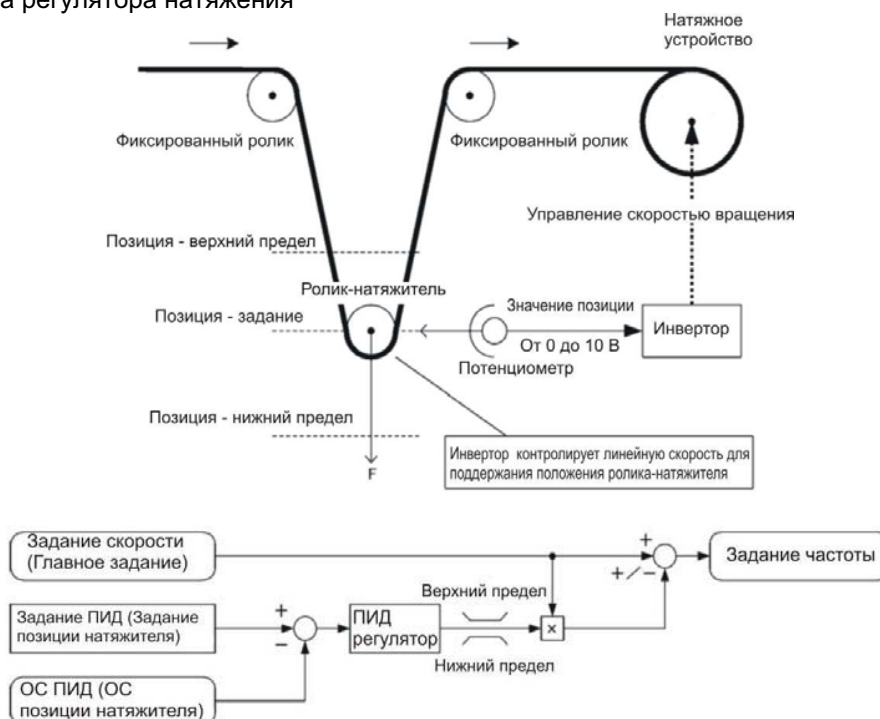 а регулятора натяжения
Натяжное
устройство
Фиксированный ролик
Фиксированный ролик
Управление скоростью вращения
Позиция - верхний предел
Ролик-натяжитель
Позиция - задание
Значение позиции
От 0 до 10 В
Инвертор
Потенциометр
Позиция - нижний предел
F
Инвертор контролирует линейную скорость для
поддержания положения ролика-натяжителя
Задание скорости
(Главное задание)
+
+/−
Задание частоты
Верхний предел
Задание ПИД (Задание
позиции натяжителя)
+
−
ПИД
регулятор
×
Нижний предел
ОС ПИД (ОС
позиции натяжителя)